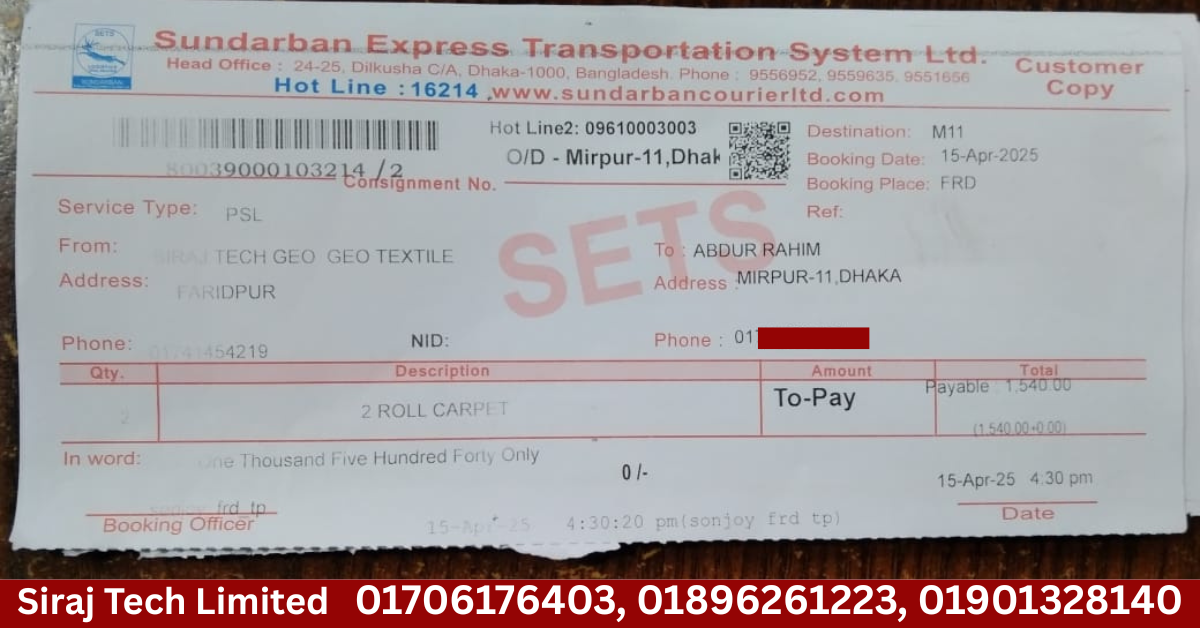 SETS
Sundarban Express Transportation System Ltd.
Head Office : 24-25, Dilkusha C/A, Dhaka-1000, Bangladesh. Phone : 9556952, 9559635, 9551656
Hot Line : 16214 ,www.sundarbancourierltd.com
Customer
Copy
Hot Line2: 09610003003
O/D - Mirpur-11,Dhak
80039000103214 /2
Consignment No.
Destination: M11
Booking Date: 15-Apr-2025
Booking Place: FRD
Ref:
Service Type: PSL
SETS
From: SIRAJ TECH GEO GEO TEXTILE
Address: FARIDPUR
To : ABDUR RAHIM
Address : MIRPUR-11,DHAKA
Phone: 01741454219
NID:
Phone : 017
Qty. Description Amount Total
2 2 ROLL CARPET To-Pay Payable : 1,540.00
(1,540.00+0.00)
In word: One Thousand Five Hundred Forty Only
0 /-
15-Apr-25 4:30 pm
Date
sonjoy frd tp
Booking Officer
15-Apr-25 4:30:20 pm(sonjoy frd tp)
Siraj Tech Limited 01706176403, 01896261223, 01901328140